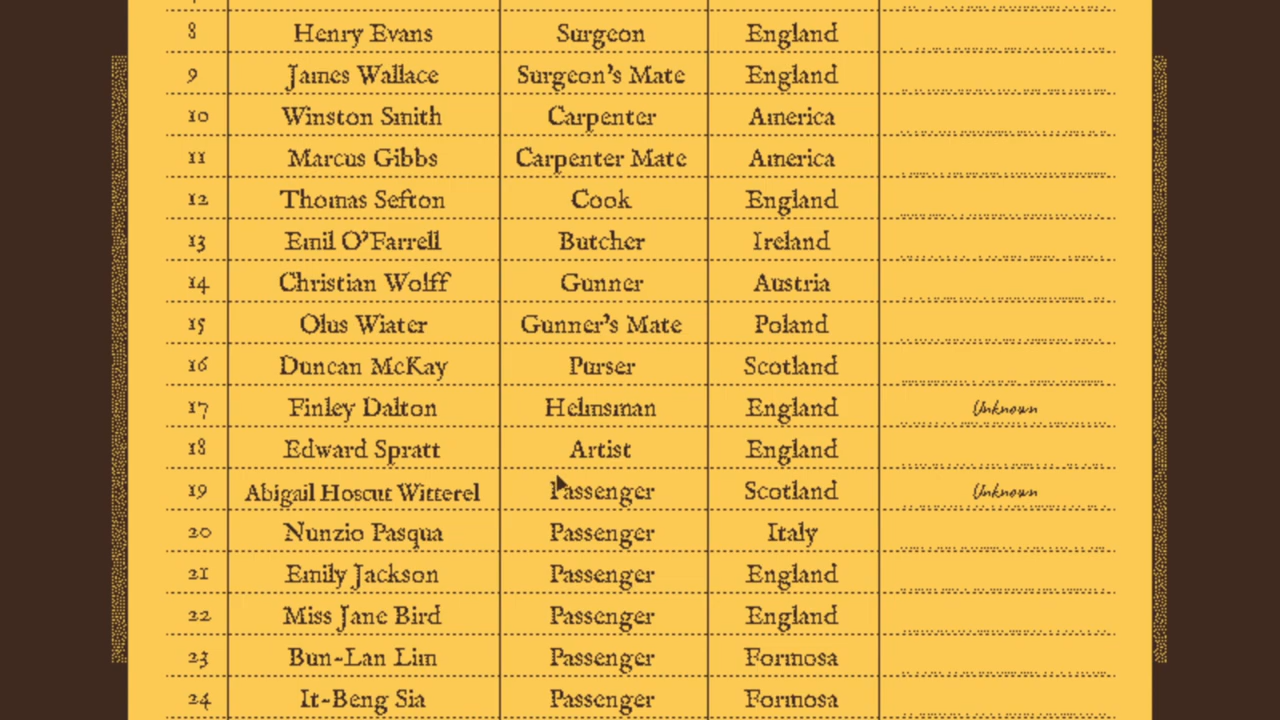 8 Henry Evans Surgeon England
9 James Wallace Surgeon's Mate England
10 Winston Smith Carpenter America
11 Marcus Gibbs Carpenter Mate America
12 Thomas Sefton Cook England
13 Emil O'Farrell Butcher Ireland
14 Christian Wolff Gunner Austria
15 Olus Wiater Gunner's Mate Poland
16 Duncan McKay Purser Scotland
17 Finley Dalton Helmsman England Unknown
18 Edward Spratt Artist England
19 Abigail Hoscut Witterel Passenger Scotland Unknown
20 Nunzio Pasqua Passenger Italy
21 Emily Jackson Passenger England
22 Miss Jane Bird Passenger England
23 Bun-Lan Lim Passenger Formosa
24 It-Beng Sia Passenger Formosa